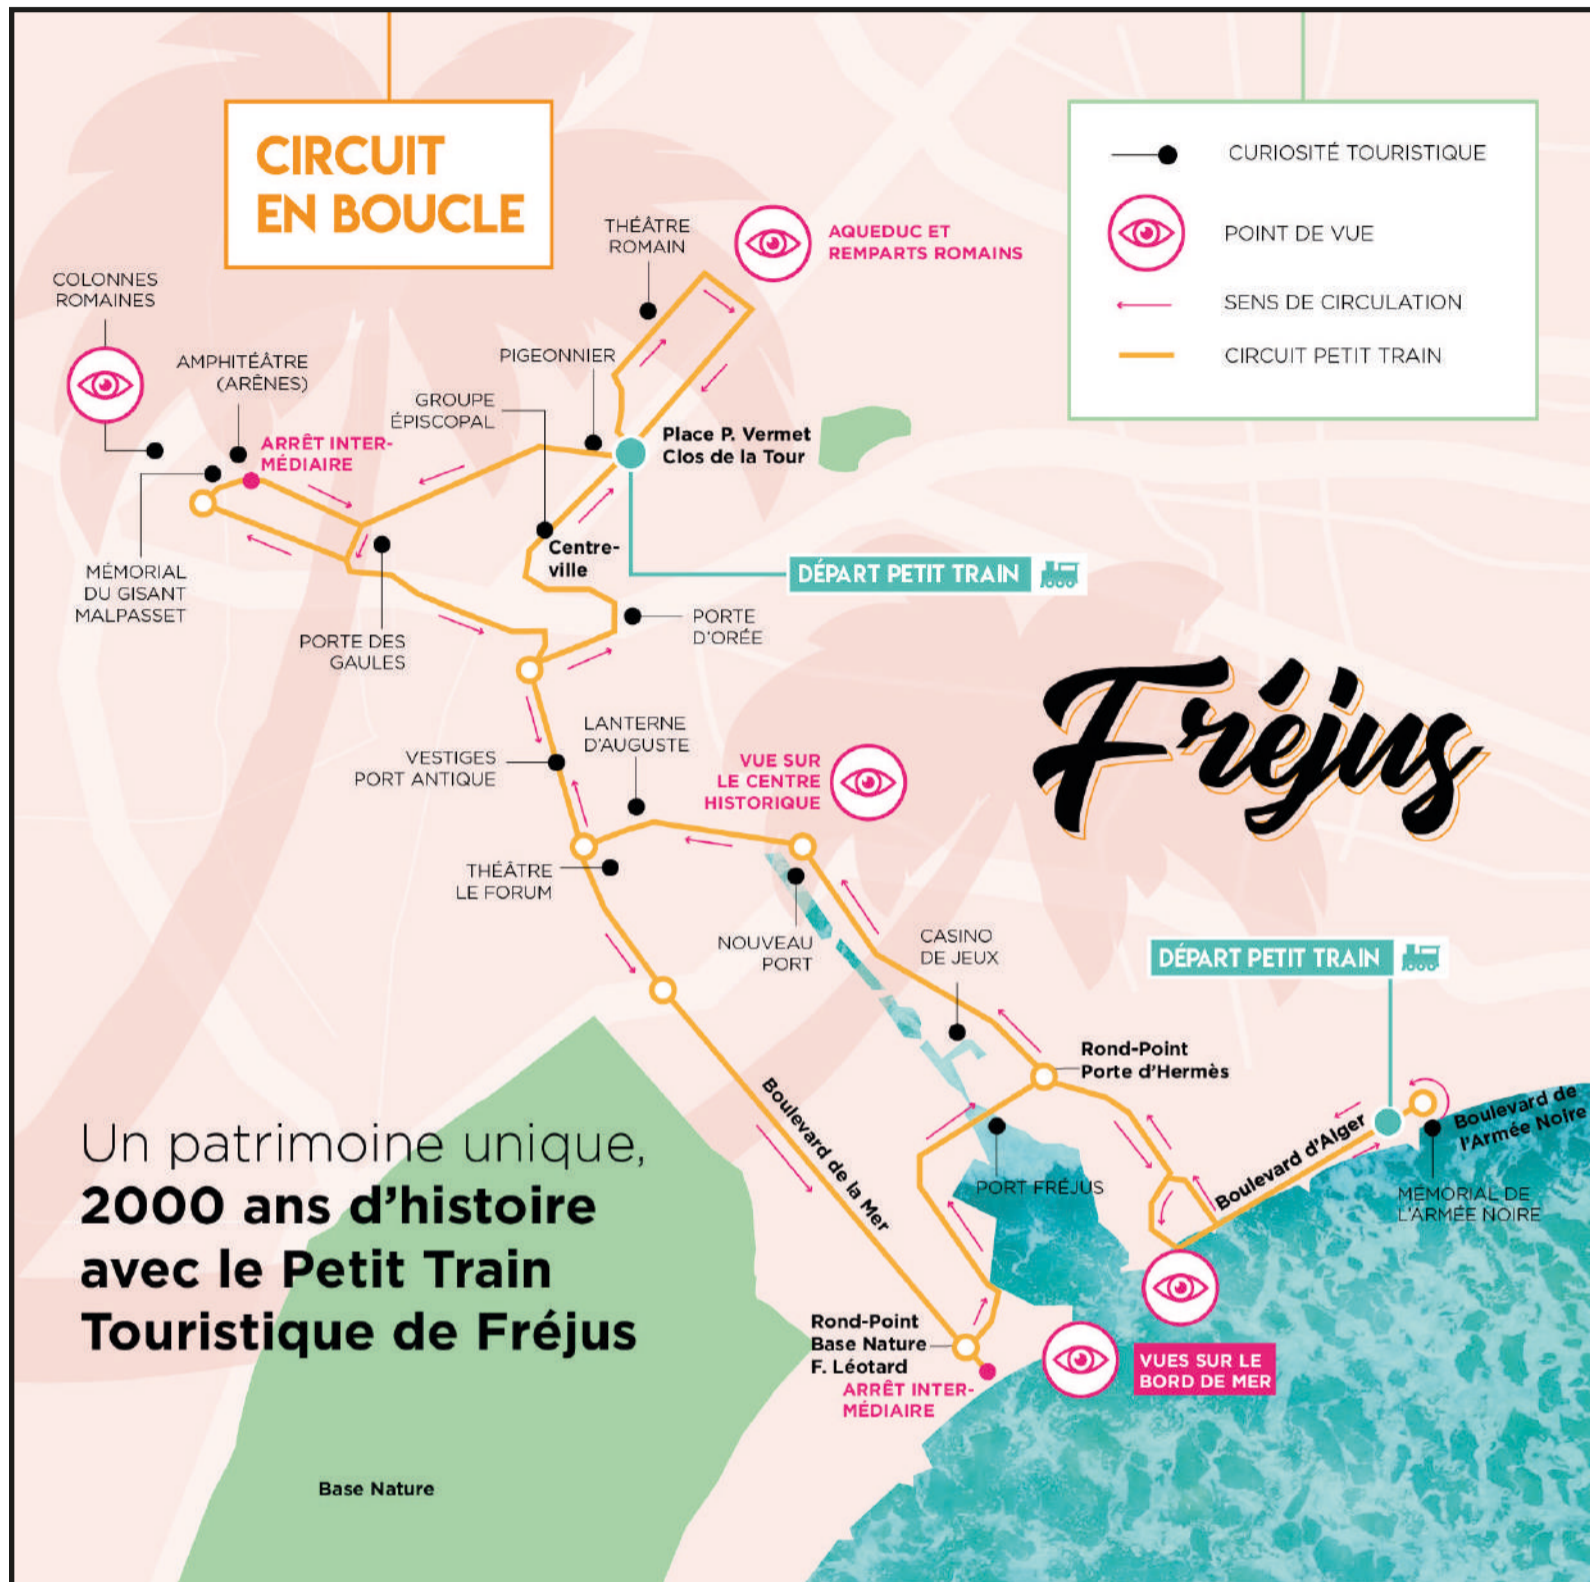 CIRCUIT
EN BOUCLE
CURIOSITÉ TOURISTIQUE
POINT DE VUE
SENS DE CIRCULATION
CIRCUIT PETIT TRAIN
THÉÂTRE
ROMAIN
AQUEDUC ET
REMPARTS ROMAINS
COLONNES
ROMAINES
AMPHITÉÂTRE
(ARÈNES)
PIGEONNIER
GROUPE
ÉPISCOPAL
ARRÊT INTER-
MÉDIAIRE
Place P. Vermet
Clos de la Tour
Centre-
ville
DÉPART PETIT TRAIN
MÉMORIAL
DU GISANT
MALPASSET
PORTE DES
GAULES
PORTE
D'ORÉE
Fréjus
LANTERNE
D'AUGUSTE
VESTIGES
PORT ANTIQUE
VUE SUR
LE CENTRE
HISTORIQUE
THÉÂTRE
LE FORUM
NOUVEAU
PORT
CASINO
DE JEUX
DÉPART PETIT TRAIN
Rond-Point
Porte d'Hermès
Boulevard de la Mer
Boulevard d'Alger
Boulevard de
l'Armée Noire
PORT FRÉJUS
MÉMORIAL DE
L'ARMÉE NOIRE
Un patrimoine unique,
2000 ans d'histoire
avec le Petit Train
Touristique de Fréjus
Rond-Point
Base Nature
F. Léotard
ARRÊT INTER-
MÉDIAIRE
VUES SUR LE
BORD DE MER
Base Nature